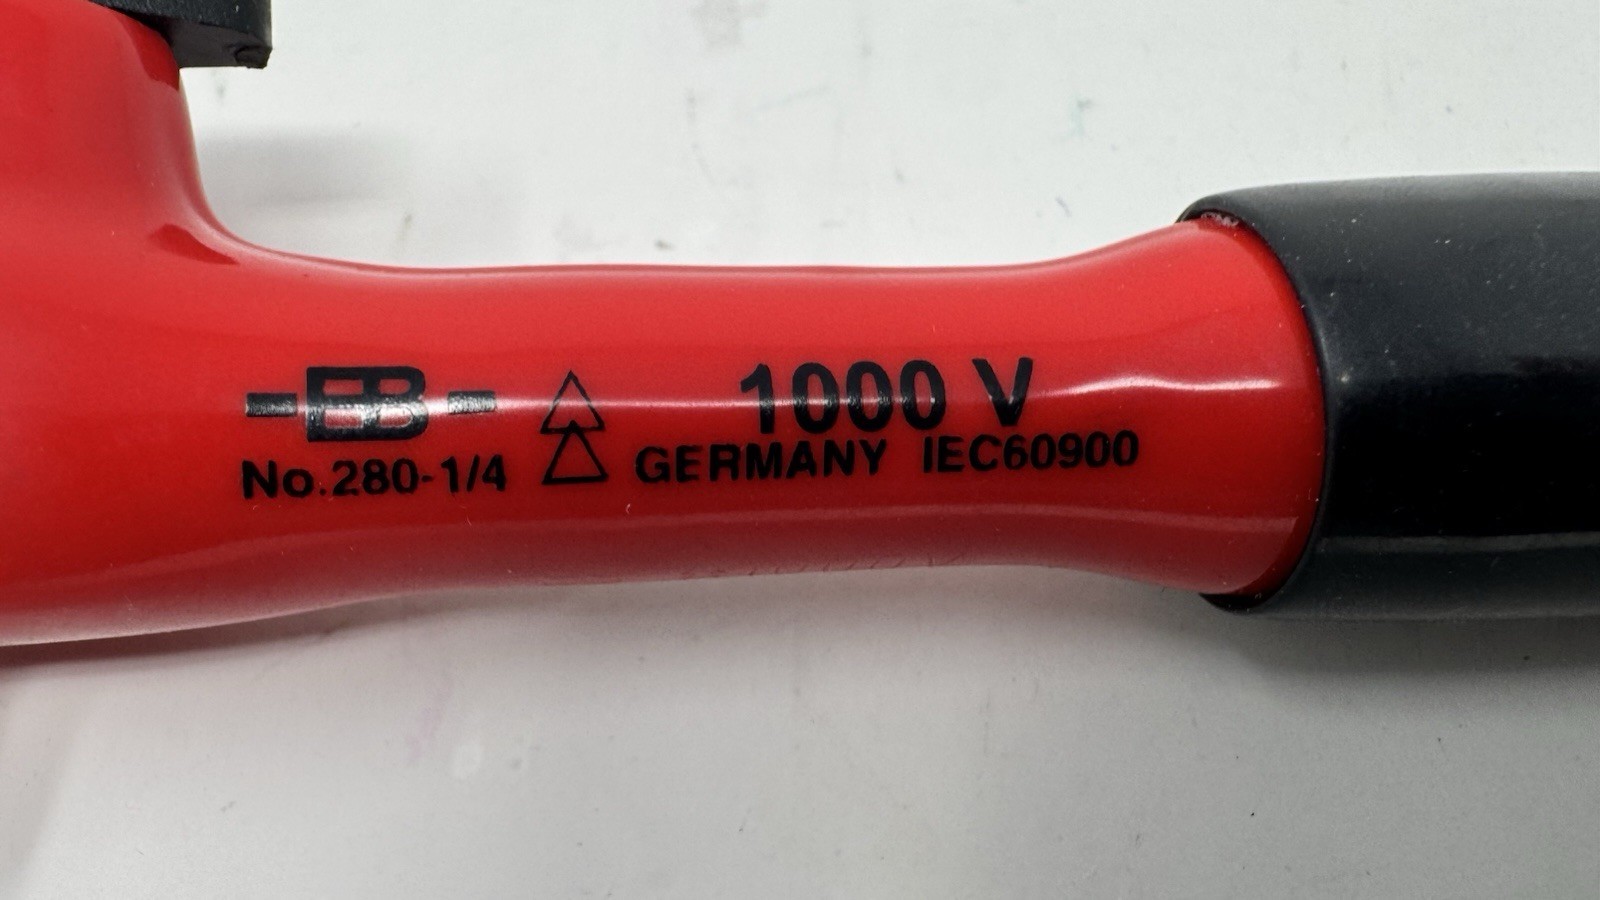 EB
1000 V
No.280-1/4
GERMANY IEC60900